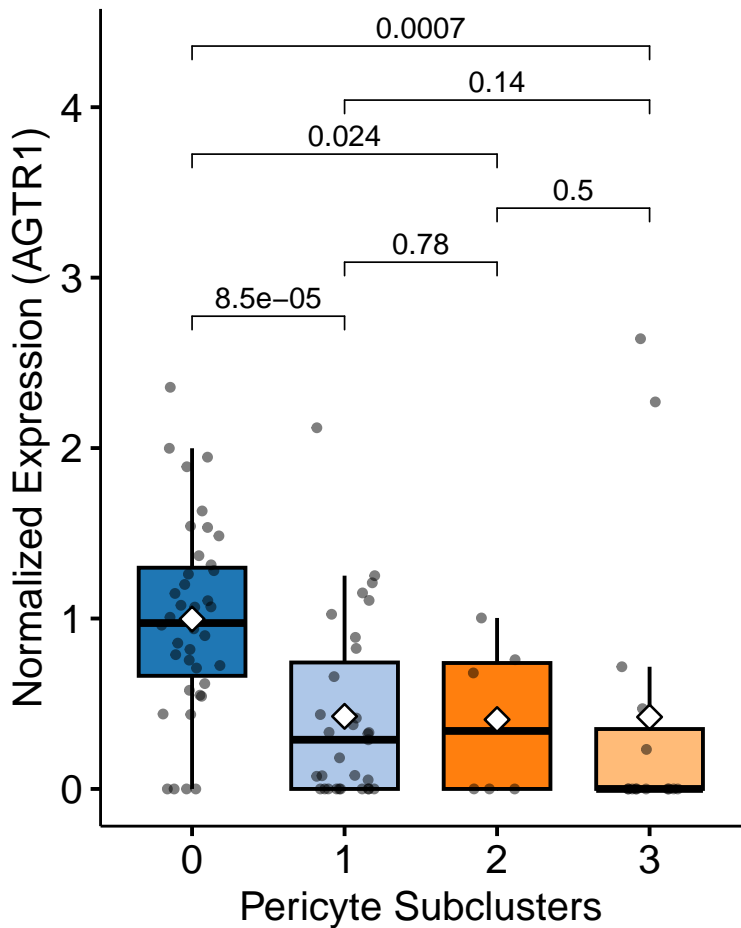 0.0007
0.14
0.024
0.5
0.78
8.5e−05
Normalized Expression (AGTR1)
4
3
2
1
0
0 1 2 3
Pericyte Subclusters